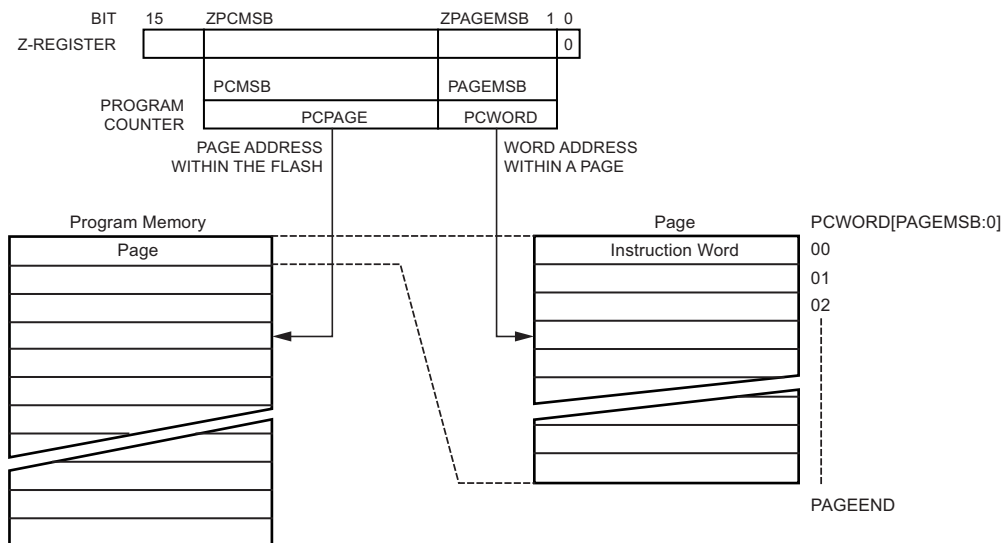 BIT 15 ZPCMSB ZPAGEMSB 1 0
Z-REGISTER 0
PCMSB PAGEMSB
PROGRAM
COUNTER
PCPAGE PCWORD
PAGE ADDRESS
WITHIN THE FLASH
WORD ADDRESS
WITHIN A PAGE
Program Memory
Page
Page
Instruction Word
PCWORD[PAGEMSB:0]
00
01
02
PAGEEND